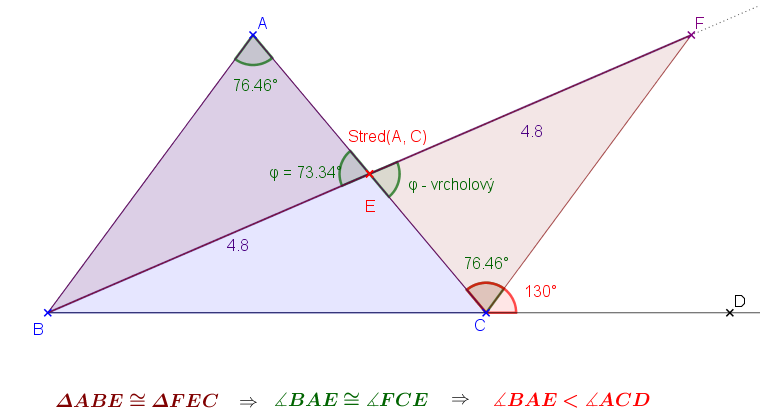 A
F
76.46°
Stred(A, C)
4.8
φ = 73.34°
φ - vrcholový
E
4.8
76.46°
130°
B
C
D
ΔABE ≅ ΔFEC ⇒ ∡BAE ≅ ∡FCE ⇒ ∡BAE < ∡ACD